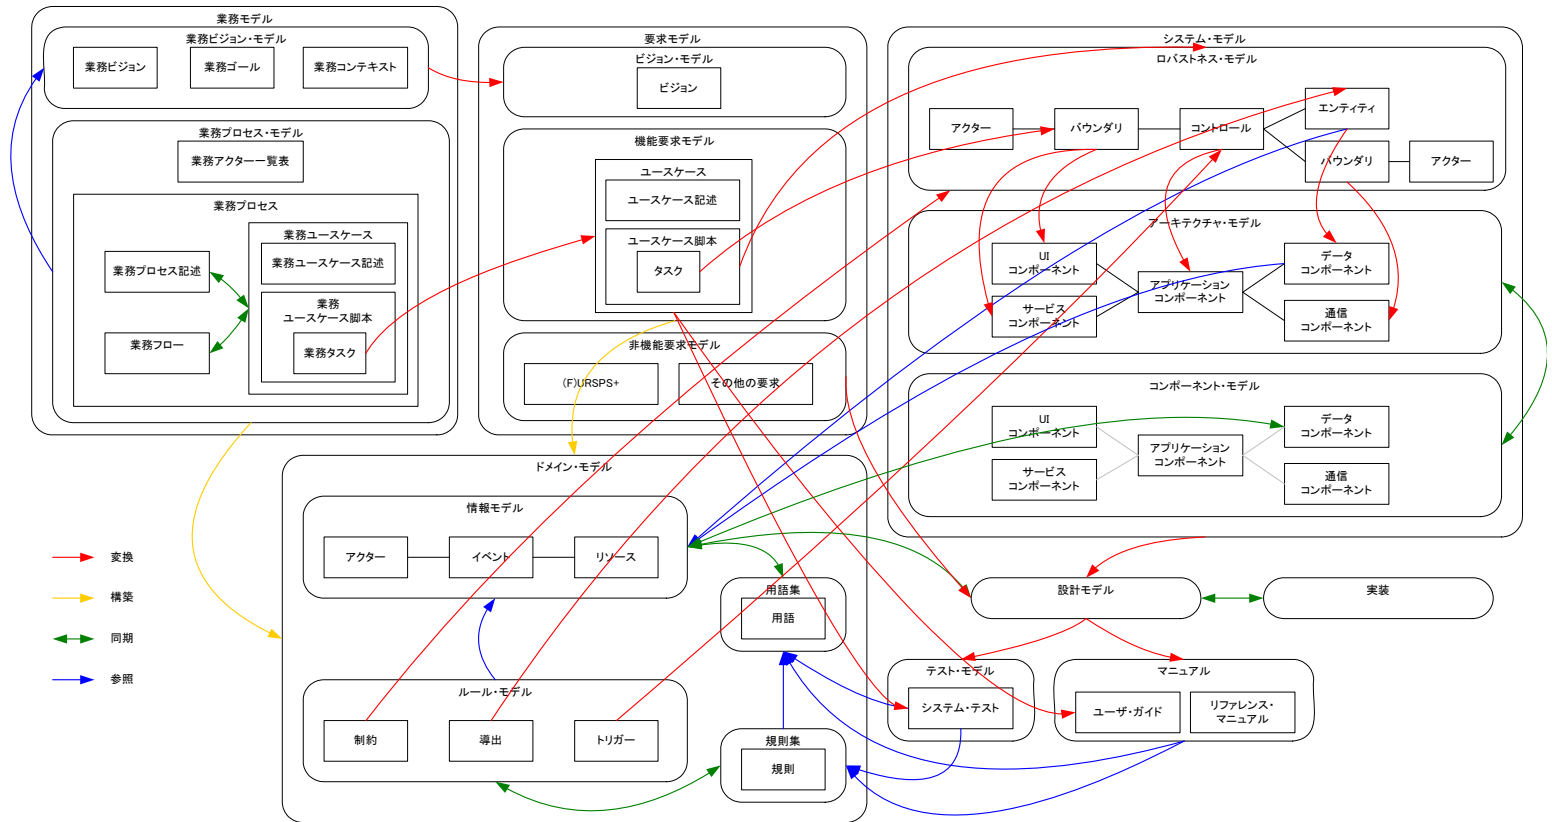 業務モデル
業務ビジョン・モデル
業務ビジョン
業務ゴール
業務コンテキスト
業務プロセス・モデル
業務アクター一覧表
業務プロセス
業務プロセス記述
業務フロー
業務ユースケース
業務ユースケース記述
業務
ユースケース脚本
業務タスク
要求モデル
ビジョン・モデル
ビジョン
機能要求モデル
ユースケース
ユースケース記述
ユースケース脚本
タスク
非機能要求モデル
(F)URSPS+
その他の要求
システム・モデル
ロバストネス・モデル
アクター
バウンダリ
コントロール
エンティティ
バウンダリ
アクター
アーキテクチャ・モデル
UI
コンポーネント
サービス
コンポーネント
アプリケーション
コンポーネント
データ
コンポーネント
通信
コンポーネント
コンポーネント・モデル
UI
コンポーネント
サービス
コンポーネント
アプリケーション
コンポーネント
データ
コンポーネント
通信
コンポーネント
ドメイン・モデル
情報モデル
アクター
イベント
リソース
用語集
用語
ルール・モデル
制約
導出
トリガー
規則集
規則
設計モデル
実装
テスト・モデル
システム・テスト
マニュアル
ユーザ・ガイド
リファレンス・
マニュアル
変換
構築
同期
参照